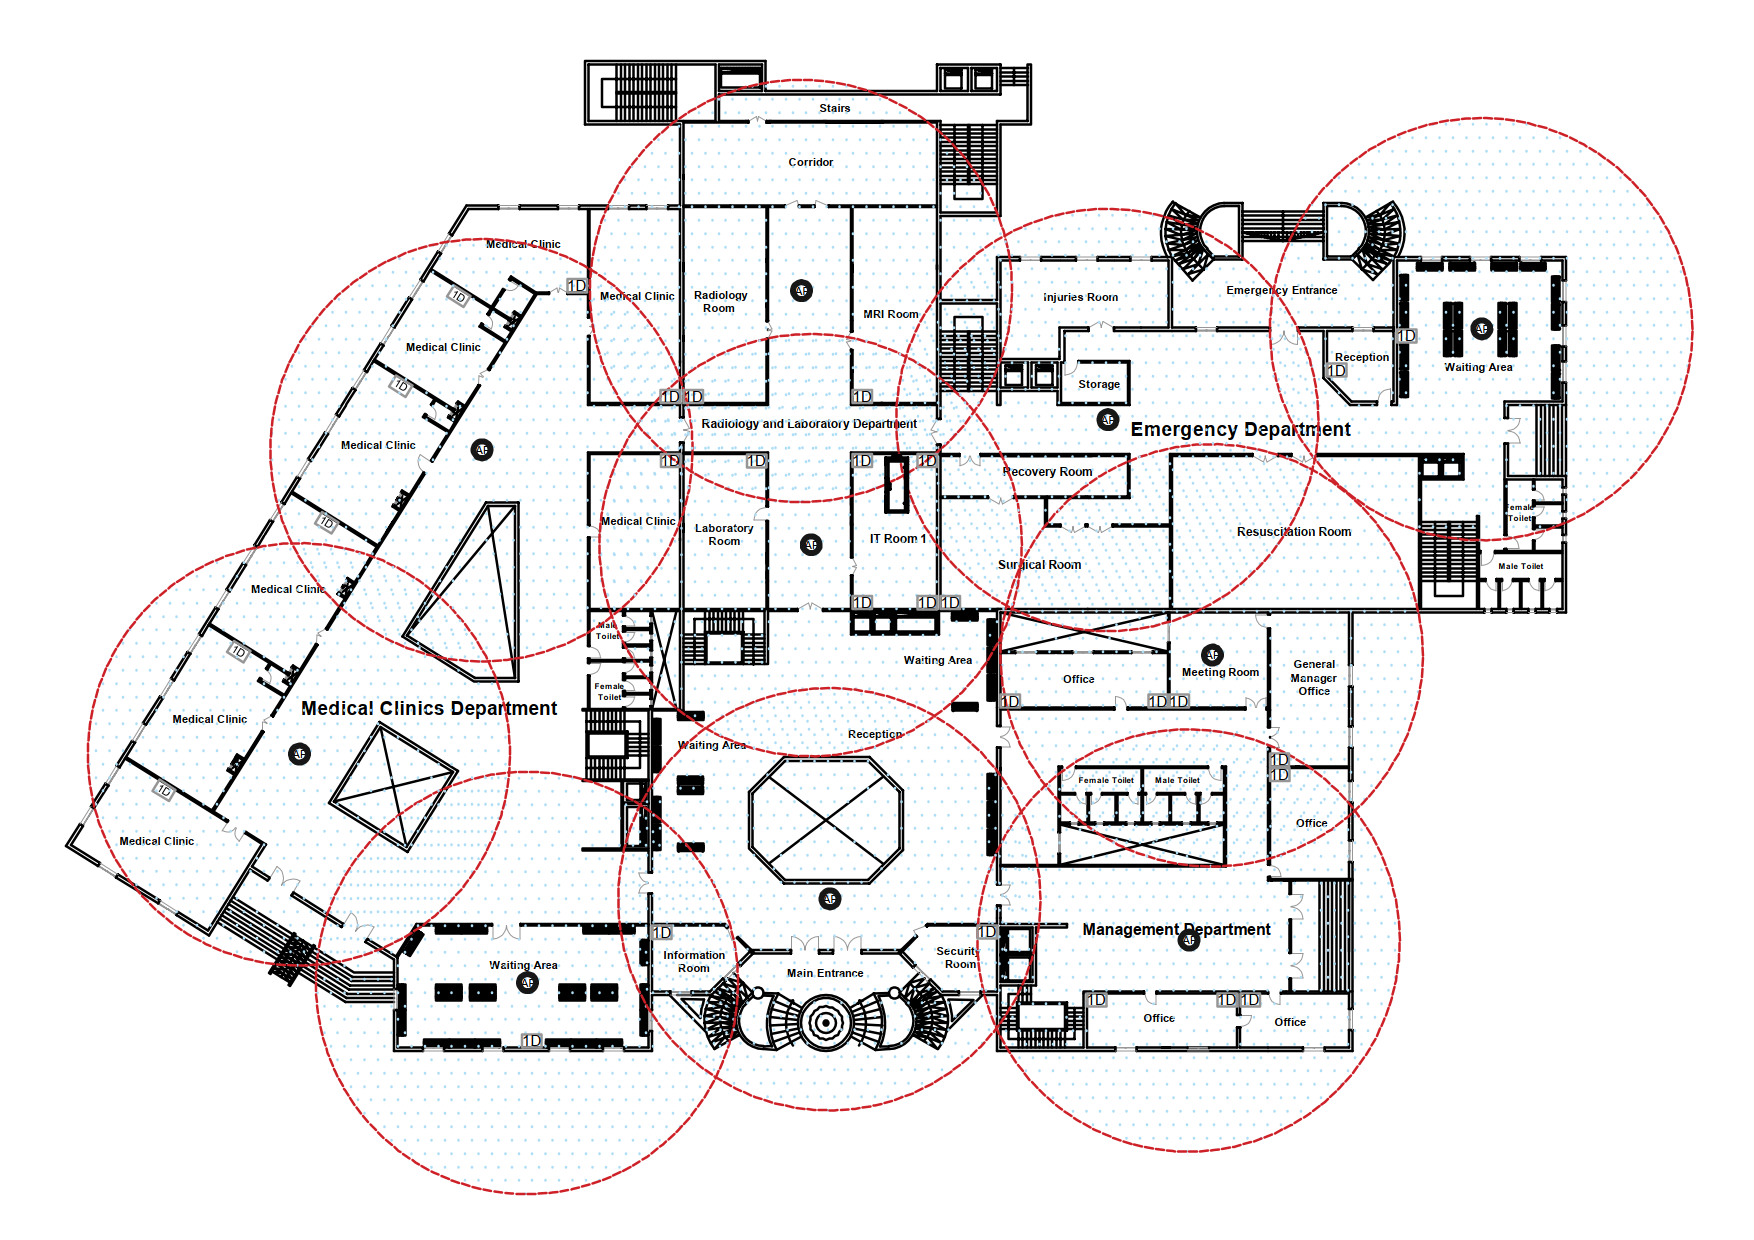 Stairs
Corridor
Medical Clinic
Medical Clinic
Radiology
Room
AP
MRI Room
Injuries Room
Emergency Entrance
1D
1D
Medical Clinic
1D
Storage
Reception
1D
1D
AP
Waiting Area
1D
1D
1D
1D
Radiology and Laboratory Department
AP
Emergency Department
Medical Clinic
AP
1D
1D
1D
1D
Recovery Room
Medical Clinic
Laboratory
Room
AP
IT Room 1
Surgical Room
Resuscitation Room
Female
Toilet
Male Toilet
1D
Medical Clinic
1D
1D
1D
Male
Toilet
1D
Waiting Area
AP
Meeting Room
General
Manager
Office
Office
Female
Toilet
1D
1D
1D
Medical Clinics Department
Medical Clinic
AP
Waiting Area
Reception
1D
1D
Female Toilet
Male Toilet
1D
Medical Clinic
Office
AP
1D
1D
Management Department
AP
Information
Room
Security
Room
Main Entrance
Waiting Area
AP
1D
1D
1D
1D
Office
Office